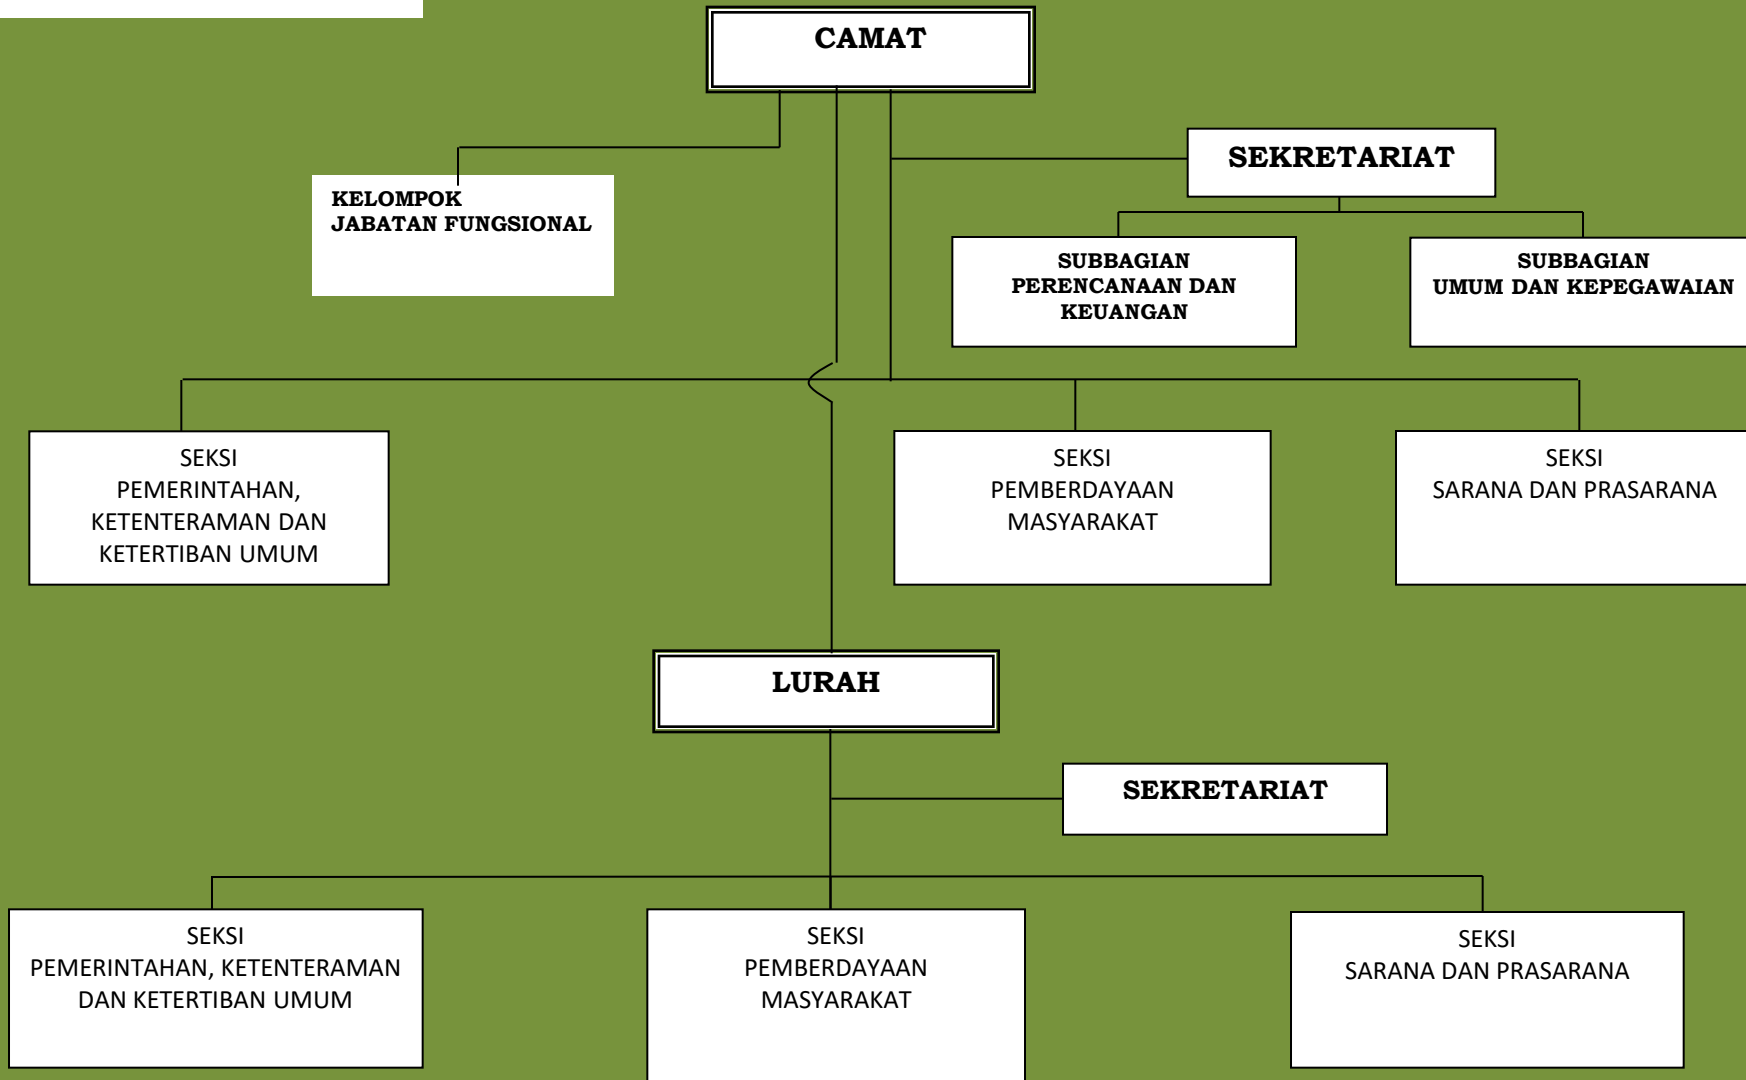 CAMAT
SEKRETARIAT
KELOMPOK
JABATAN FUNGSIONAL
SUBBAGIAN
PERENCANAAN DAN
KEUANGAN
SUBBAGIAN
UMUM DAN KEPEGAWAIAN
SEKSI
PEMERINTAHAN,
KETENTERAMAN DAN
KETERTIBAN UMUM
SEKSI
PEMBERDAYAAN
MASYARAKAT
SEKSI
SARANA DAN PRASARANA
LURAH
SEKRETARIAT
SEKSI
PEMERINTAHAN, KETENTERAMAN
DAN KETERTIBAN UMUM
SEKSI
PEMBERDAYAAN
MASYARAKAT
SEKSI
SARANA DAN PRASARANA